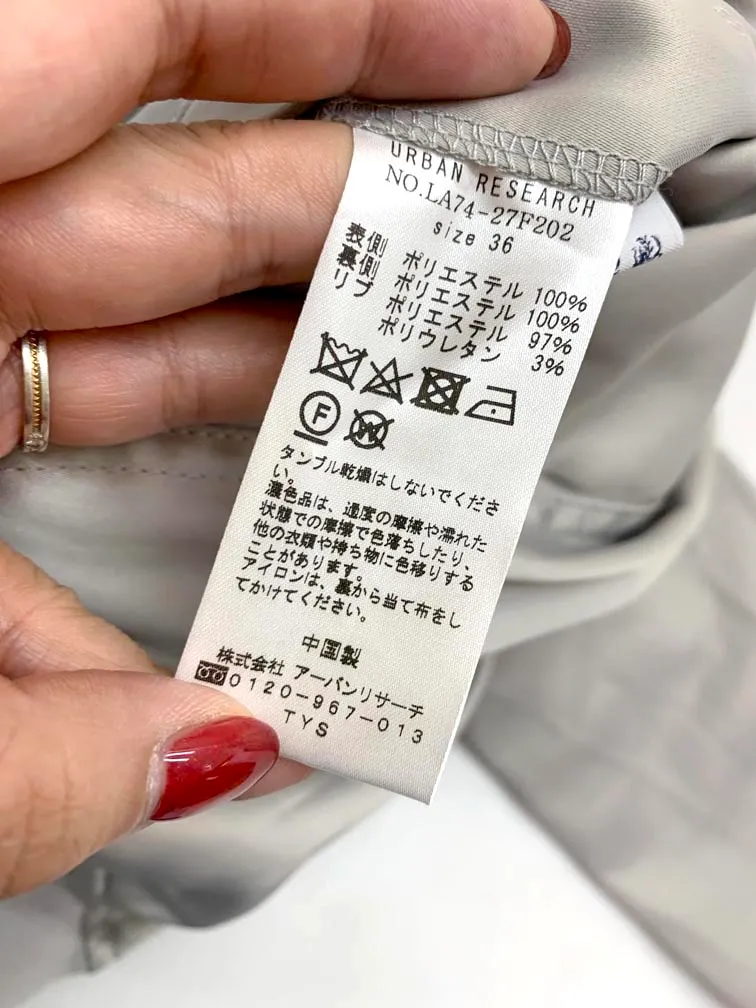 URBAN RESEARCH
NO.LA74-27F202
size 36
表側 ポリエステル 100%
裏側 ポリエステル 100%
リブ ポリエステル 97%
ポリウレタン 3%
F
W
タンブル乾燥はしないでくださ
い。
濃色品は、過度の摩擦や濡れた
状態での摩擦で色落ちしたり、
他の衣類や持ち物に色移りする
ことがあります。
アイロンは、裏から当て布をし
てかけてください。
中国製
株式会社 アーバンリサーチ
0120-967-013
TYS